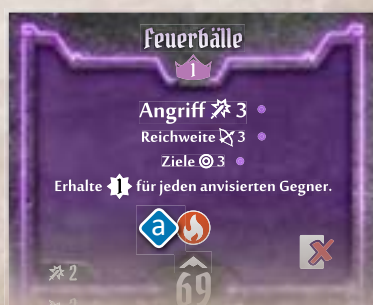 Feuerbälle
1
Angriff 3
Reichweite 3
Ziele 3
Erhalte 1 für jeden anvisierten Gegner.
a
2
69